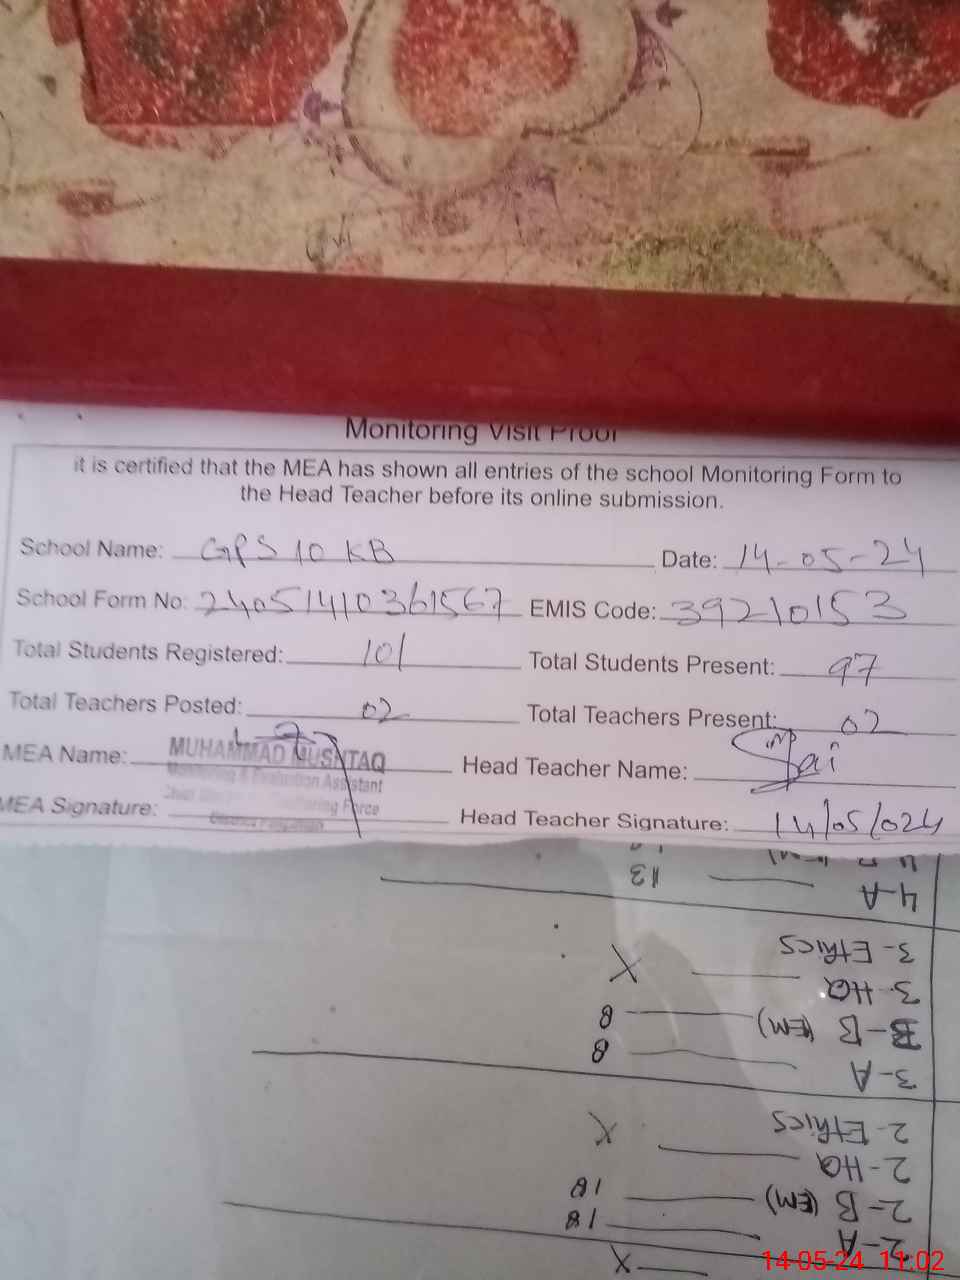 Monitoring Visit Proof
it is certified that the MEA has shown all entries of the school Monitoring Form to
the Head Teacher before its online submission.
School Name: GPS 10 KB Date: 14-05-24
School Form No: 24051410361567 EMIS Code: 39210153
Total Students Registered: 101 Total Students Present: 97
Total Teachers Posted: 02 Total Teachers Present: 02
MEA Name: MUHAMMAD MUSHTAQ Head Teacher Name:
Monitoring & Evaluation Assistant
MEA Signature: Head Teacher Signature: 14/05/024
2-A 18
2-B (EM) 18
2-HQ
2-Ethics X
3-A 8
3-B (EM) 8
3-HQ
3-Ethics X
4-A 13
14-05-24 11:02